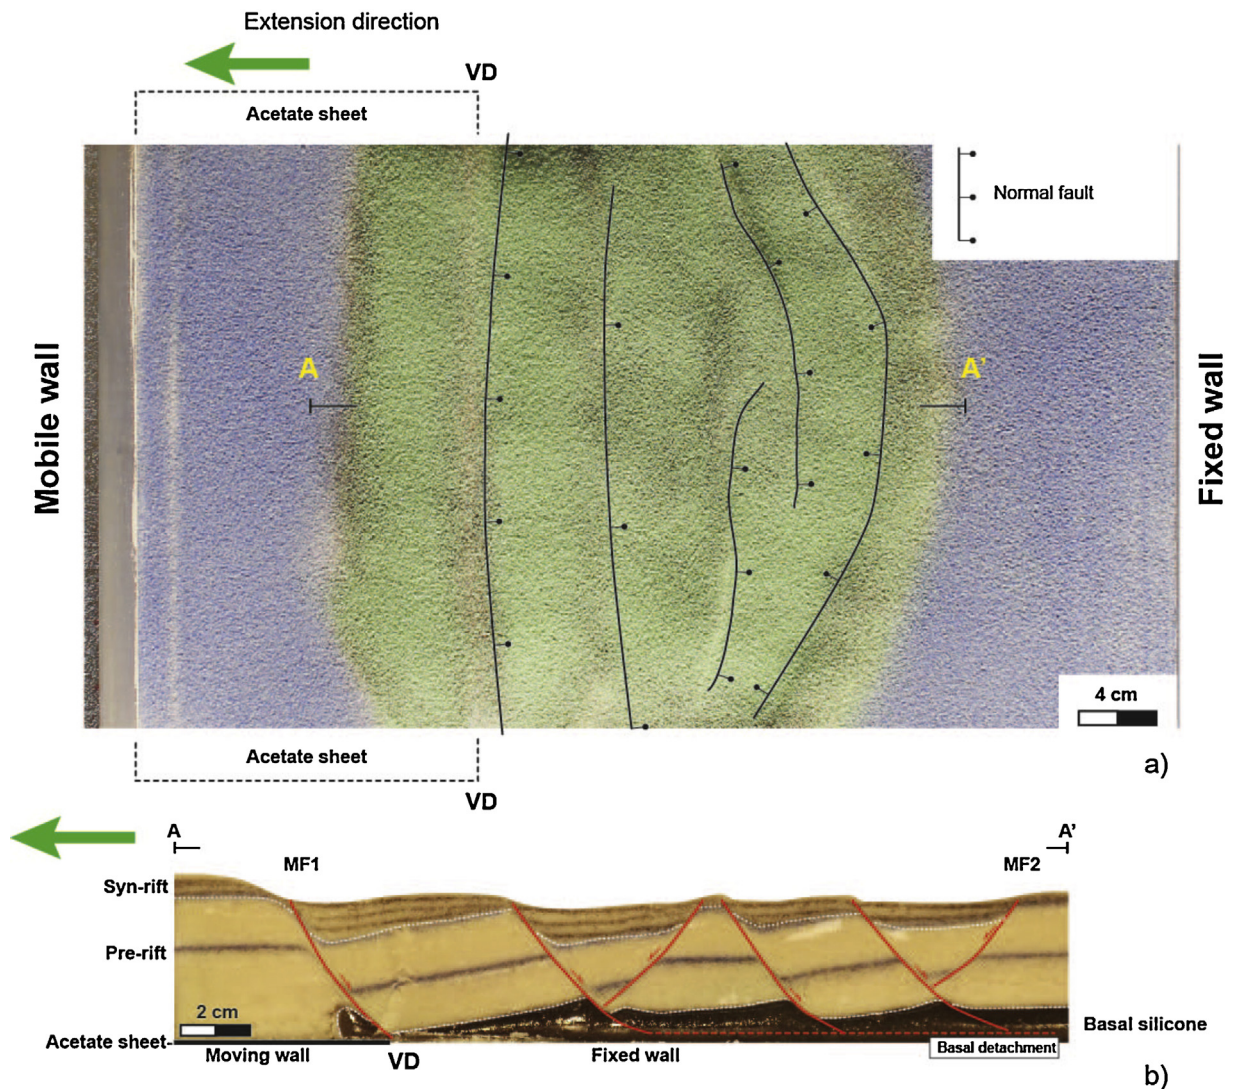 Extension direction
VD
Acetate sheet
Normal fault
A
A'
Mobile wall
Fixed wall
4 cm
Acetate sheet
VD
a)
A
A'
MF1
MF2
Syn-rift
Pre-rift
2 cm
Acetate sheet-
Moving wall
VD
Fixed wall
Basal detachment
Basal silicone
b)